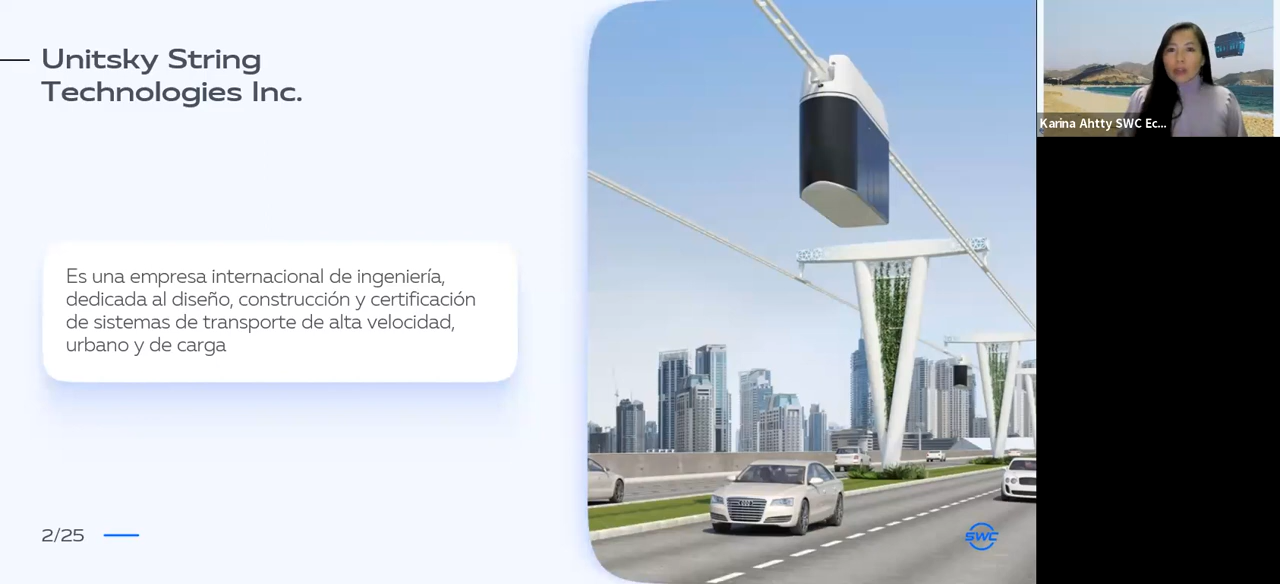 Unitsky String
Technologies Inc.
Es una empresa internacional de ingeniería,
dedicada al diseño, construcción y certificación
de sistemas de transporte de alta velocidad,
urbano y de carga
2/25
SWC
Karina Ahtty SWC Ec...